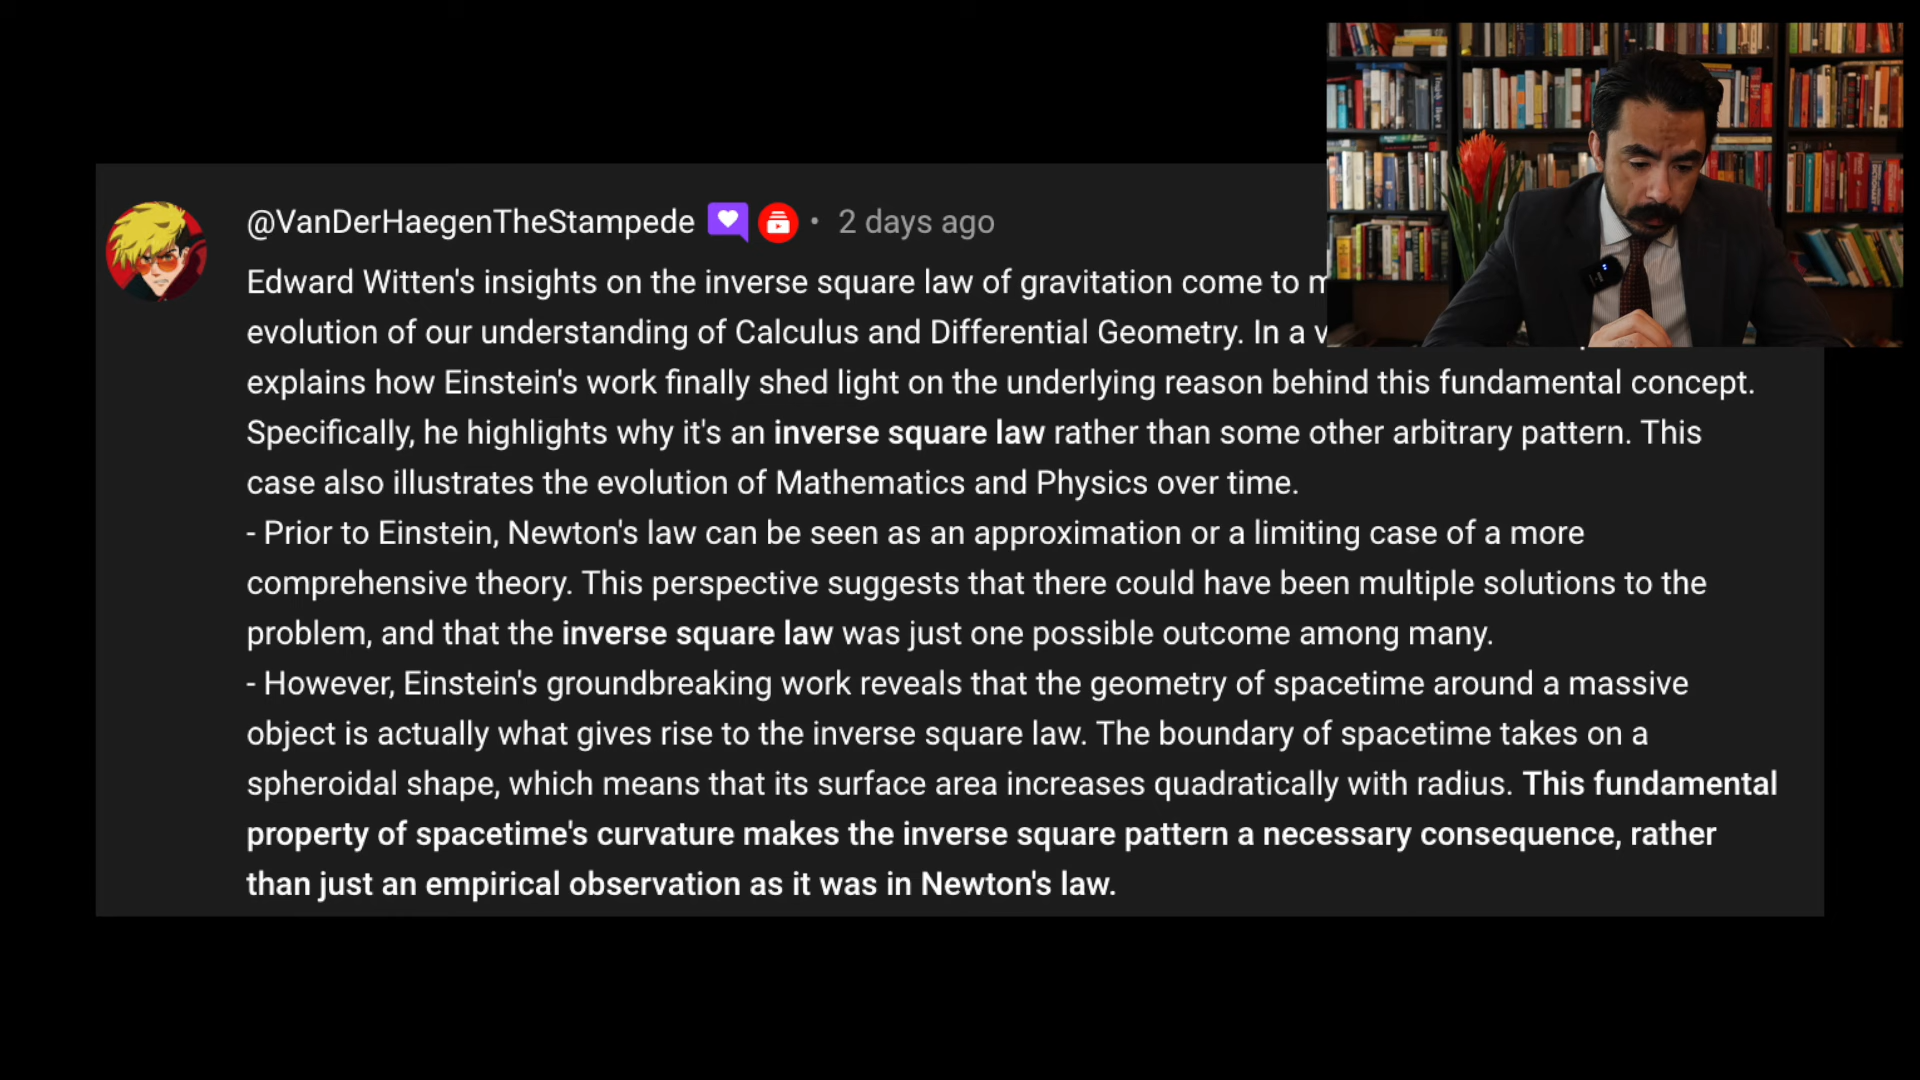 @VanDerHaegenTheStampede • 2 days ago
Edward Witten's insights on the inverse square law of gravitation come to
evolution of our understanding of Calculus and Differential Geometry. In a
explains how Einstein's work finally shed light on the underlying reason behind this fundamental concept.
Specifically, he highlights why it's an inverse square law rather than some other arbitrary pattern. This
case also illustrates the evolution of Mathematics and Physics over time.
- Prior to Einstein, Newton's law can be seen as an approximation or a limiting case of a more
comprehensive theory. This perspective suggests that there could have been multiple solutions to the
problem, and that the inverse square law was just one possible outcome among many.
- However, Einstein's groundbreaking work reveals that the geometry of spacetime around a massive
object is actually what gives rise to the inverse square law. The boundary of spacetime takes on a
spheroidal shape, which means that its surface area increases quadratically with radius. This fundamental
property of spacetime's curvature makes the inverse square pattern a necessary consequence, rather
than just an empirical observation as it was in Newton's law.